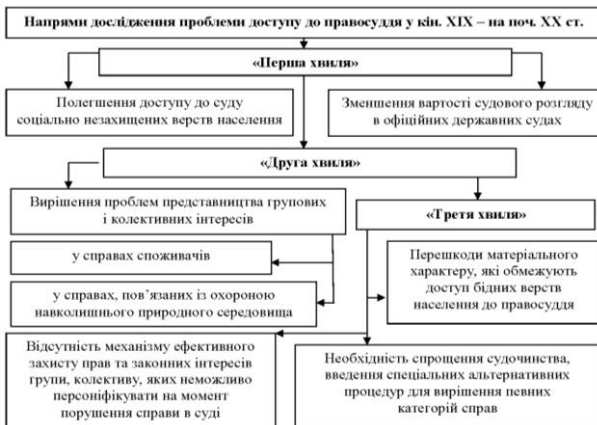 Напрями дослідження проблеми доступу до правосуддя у кін. ХІХ – на поч. ХХ ст.
«Перша хвиля»
Полегшення доступу до суду
соціально незахищених верств населення
Зменшення вартості судового розгляду
в офіційних державних судах
«Друга хвиля»
Вирішення проблем представництва групових
і колективних інтересів
«Третя хвиля»
у справах споживачів
у справах, пов’язаних із охороною
навколишнього природного середовища
Перешкоди матеріального
характеру, які обмежують
доступ бідних верств
населення до правосуддя
Відсутність механізму ефективного
захисту прав та законних інтересів
групи, колективу, яких неможливо
персоніфікувати на момент
порушення справи в суді
Необхідність спрощення судочинства,
введення спеціальних альтернативних
процедур для вирішення певних
категорій справ